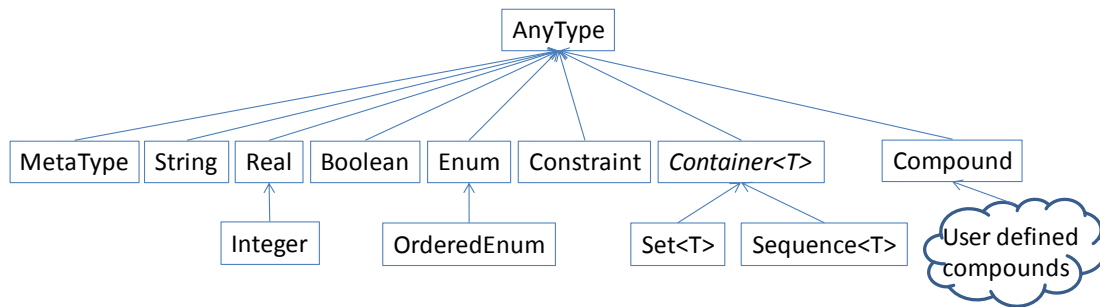 AnyType
MetaType
String
Real
Boolean
Enum
Constraint
Container<T>
Compound
Integer
OrderedEnum
Set<T>
Sequence<T>
User defined
compounds